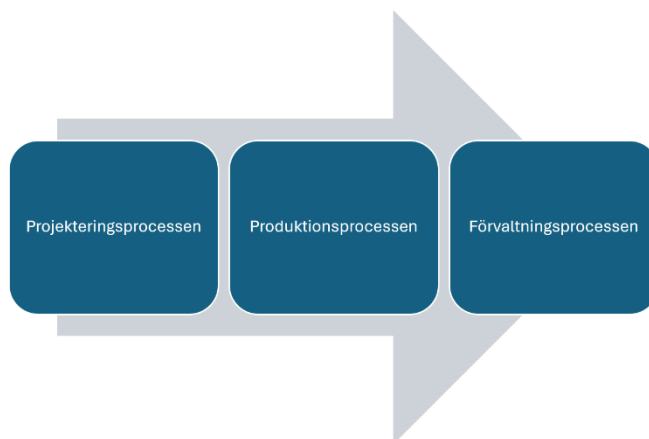 Projekteringsprocessen
Produktionsprocessen
Förvaltningsprocessen